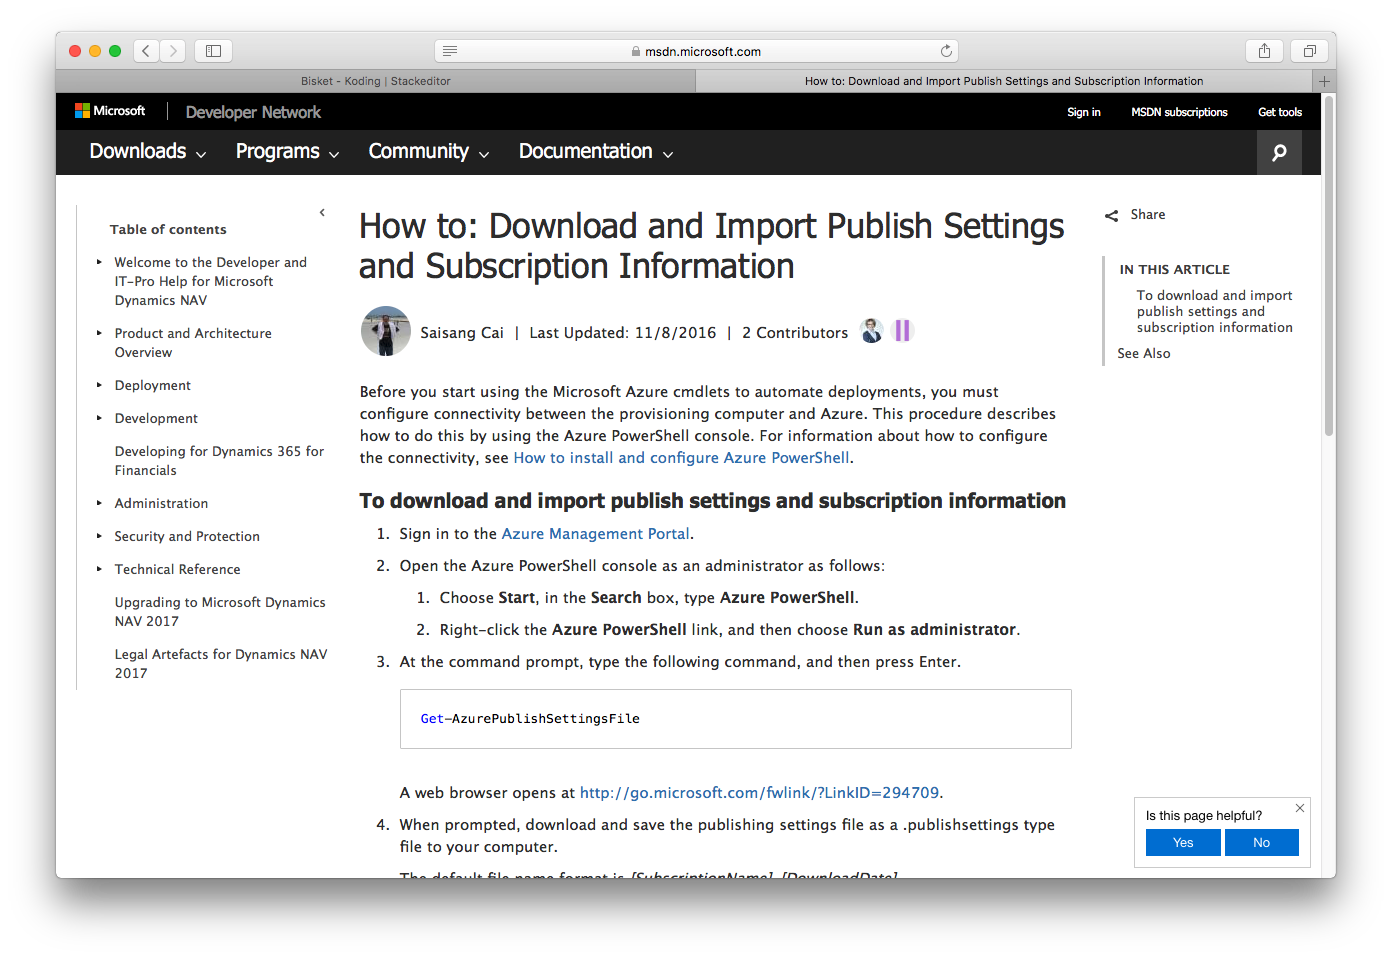 msdn.microsoft.com
Bisket - Koding | Stackeditor
How to: Download and Import Publish Settings and Subscription Information
Microsoft
Developer Network
Sign in
MSDN subscriptions
Get tools
Downloads
Programs
Community
Documentation
Table of contents
Welcome to the Developer and
IT-Pro Help for Microsoft
Dynamics NAV
Product and Architecture
Overview
Deployment
Development
Developing for Dynamics 365 for
Financials
Administration
Security and Protection
Technical Reference
Upgrading to Microsoft Dynamics
NAV 2017
Legal Artefacts for Dynamics NAV
2017
How to: Download and Import Publish Settings
and Subscription Information
Saisang Cai | Last Updated: 11/8/2016 | 2 Contributors
Before you start using the Microsoft Azure cmdlets to automate deployments, you must
configure connectivity between the provisioning computer and Azure. This procedure describes
how to do this by using the Azure PowerShell console. For information about how to configure
the connectivity, see How to install and configure Azure PowerShell.
To download and import publish settings and subscription information
1. Sign in to the Azure Management Portal.
2. Open the Azure PowerShell console as an administrator as follows:
1. Choose Start, in the Search box, type Azure PowerShell.
2. Right-click the Azure PowerShell link, and then choose Run as administrator.
3. At the command prompt, type the following command, and then press Enter.
Get-AzurePublishSettingsFile
A web browser opens at http://go.microsoft.com/fwlink/?LinkID=294709.
4. When prompted, download and save the publishing settings file as a .publishsettings type
file to your computer.
The default file name format is [SubscriptionName]-[DownloadDate]
Share
IN THIS ARTICLE
To download and import
publish settings and
subscription information
See Also
Is this page helpful?
Yes
No